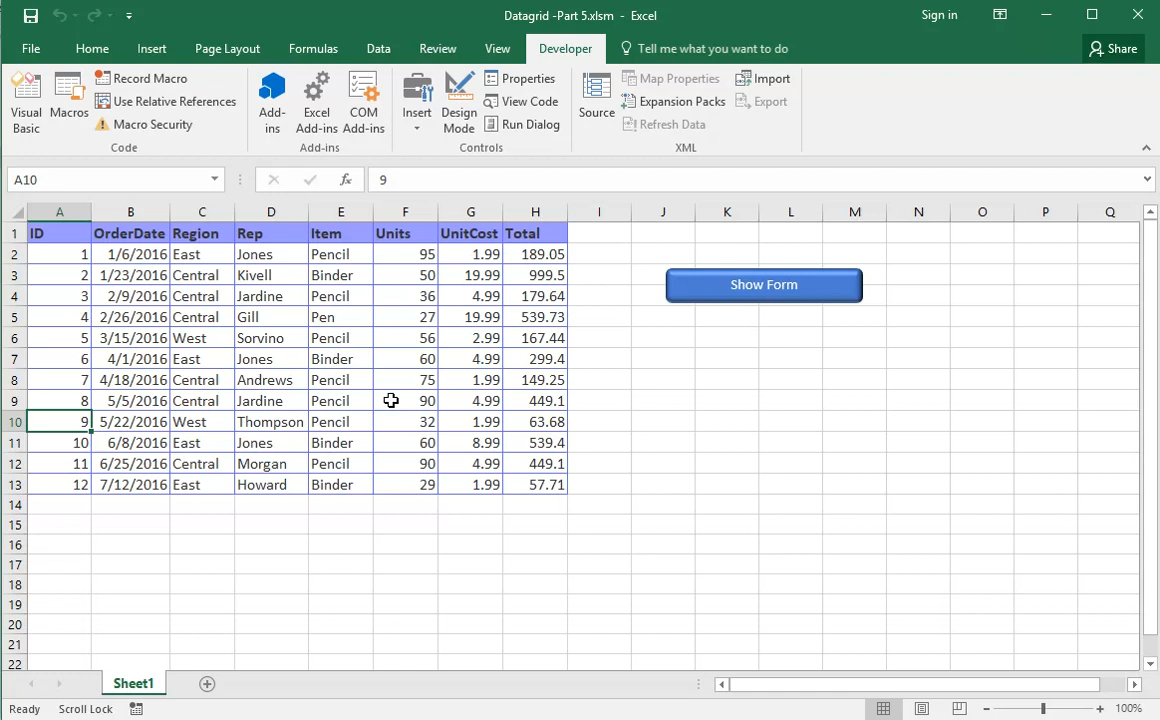 Datagrid -Part 5.xlsm - Excel
Sign in
File Home Insert Page Layout Formulas Data Review View Developer Tell me what you want to do Share
Visual Basic
Macros
Record Macro
Use Relative References
Macro Security
Code
Add-ins
Excel Add-ins
COM Add-ins
Add-ins
Insert
Design Mode
Properties
View Code
Run Dialog
Controls
Source
Map Properties
Expansion Packs
Refresh Data
Import
Export
XML
A10 fx 9
A B C D E F G H I J K L M N O P Q
1 ID OrderDate Region Rep Item Units UnitCost Total
2 1 1/6/2016 East Jones Pencil 95 1.99 189.05
3 2 1/23/2016 Central Kivell Binder 50 19.99 999.5
Show Form
4 3 2/9/2016 Central Jardine Pencil 36 4.99 179.64
5 4 2/26/2016 Central Gill Pen 27 19.99 539.73
6 5 3/15/2016 West Sorvino Pencil 56 2.99 167.44
7 6 4/1/2016 East Jones Binder 60 4.99 299.4
8 7 4/18/2016 Central Andrews Pencil 75 1.99 149.25
9 8 5/5/2016 Central Jardine Pencil 90 4.99 449.1
10 9 5/22/2016 West Thompson Pencil 32 1.99 63.68
11 10 6/8/2016 East Jones Binder 60 8.99 539.4
12 11 6/25/2016 Central Morgan Pencil 90 4.99 449.1
13 12 7/12/2016 East Howard Binder 29 1.99 57.71
14
15
16
17
18
19
20
21
22
Sheet1
Ready Scroll Lock 100%